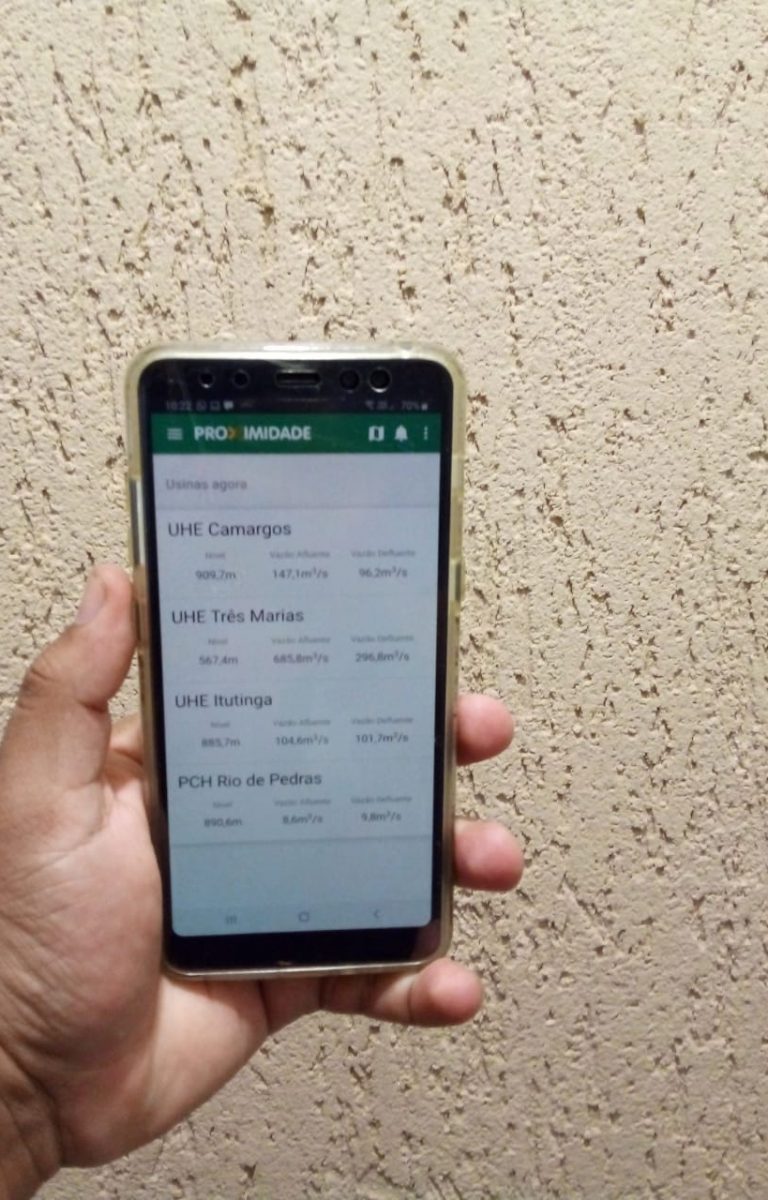 10:22 70%
PROXIMIDADE
Usinas agora
UHE Camargos
Nível Vazão Afluente Vazão Defluente
909,7m 147,1m³/s 96,2m³/s
UHE Três Marias
Nível Vazão Afluente Vazão Defluente
567,4m 685,8m³/s 296,8m³/s
UHE Itutinga
Nível Vazão Afluente Vazão Defluente
885,7m 104,6m³/s 101,7m³/s
PCH Rio de Pedras
Nível Vazão Afluente Vazão Defluente
890,6m 8,6m³/s 9,8m³/s